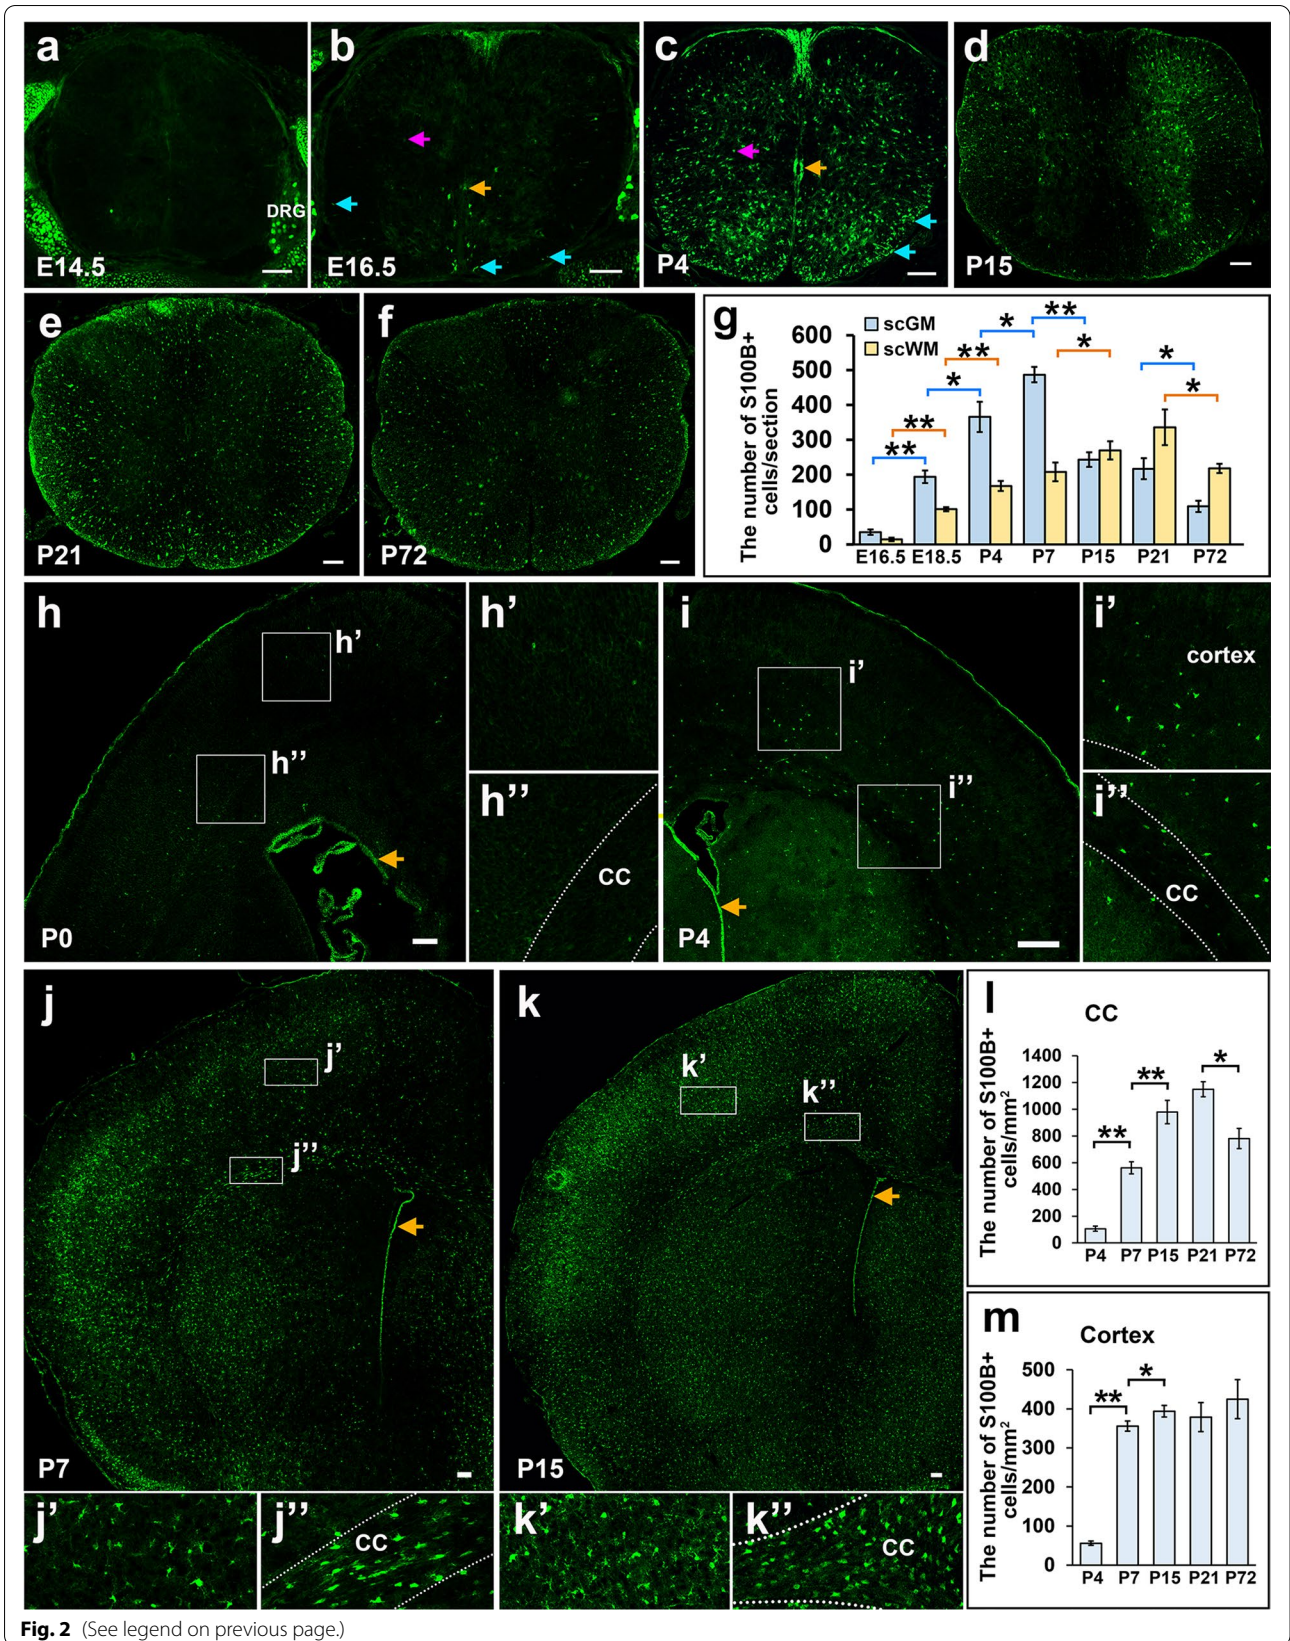 a
DRG
E14.5
b
E16.5
c
P4
d
P15
e
P21
f
P72
g
scGM
scWM
The number of S100B+
cells/section
600
500
400
300
200
100
0
** ** * ** * ** * * *
E16.5 E18.5 P4 P7 P15 P21 P72
h
h’
h’’
P0
h’
h’’
CC
i
i’
i’’
P4
i’
cortex
i’’
CC
j
j’
j’’
P7
k
k’
k’’
P15
l
CC
The number of S100B+
cells/mm²
1400
1200
1000
800
600
400
200
0
** ** *
P4 P7 P15 P21 P72
m
Cortex
The number of S100B+
cells/mm²
500
400
300
200
100
0
** *
P4 P7 P15 P21 P72
j’
j’’
CC
k’
k’’
CC
Fig. 2 (See legend on previous page.)